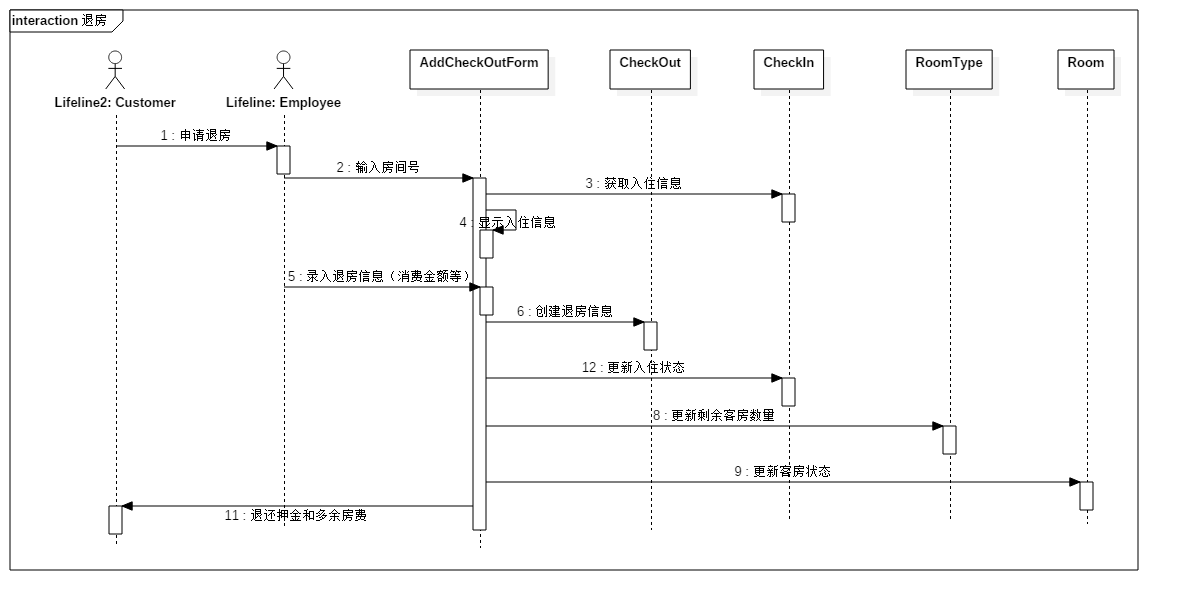 interaction 退房
AddCheckOutForm
CheckOut
CheckIn
RoomType
Room
Lifeline2: Customer
Lifeline: Employee
1 : 申请退房
2 : 输入房间号
3 : 获取入住信息
4 : 显示入住信息
5 : 录入退房信息（消费金额等）
6 : 创建退房信息
12 : 更新入住状态
8 : 更新剩余客房数量
9 : 更新客房状态
11 : 退还押金和多余房费